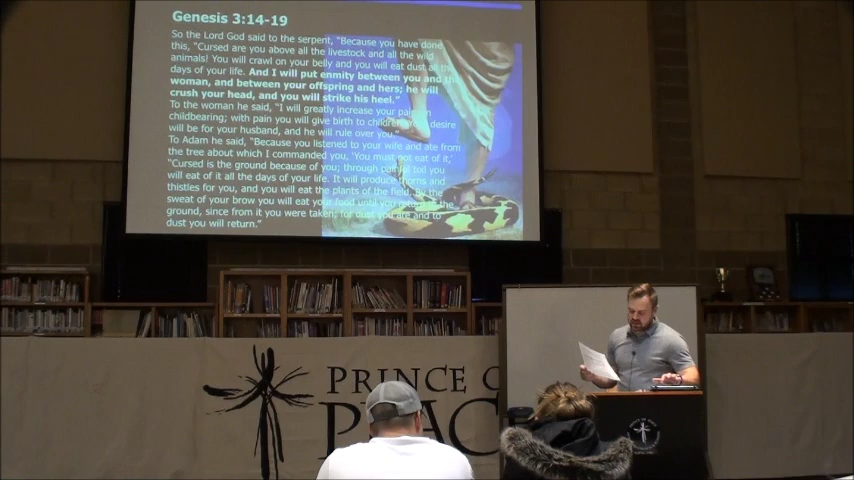 Genesis 3:14-19
So the Lord God said to the serpent, "Because you have done
this, "Cursed are you above all the livestock and all the wild
animals! You will crawl on your belly and you will eat dust all the
days of your life. And I will put enmity between you and the
woman, and between your offspring and hers; he will
crush your head, and you will strike his heel."
To the woman he said, "I will greatly increase your pains in
childbearing; with pain you will give birth to children. Your desire
will be for your husband, and he will rule over you."
To Adam he said, "Because you listened to your wife and ate from
the tree about which I commanded you, 'You must not eat of it,'
"Cursed is the ground because of you; through painful toil you
will eat of it all the days of your life. It will produce thorns and
thistles for you, and you will eat the plants of the field. By the
sweat of your brow you will eat your food until you return to the
ground, since from it you were taken; for dust you are and to
dust you will return."
PRINCE